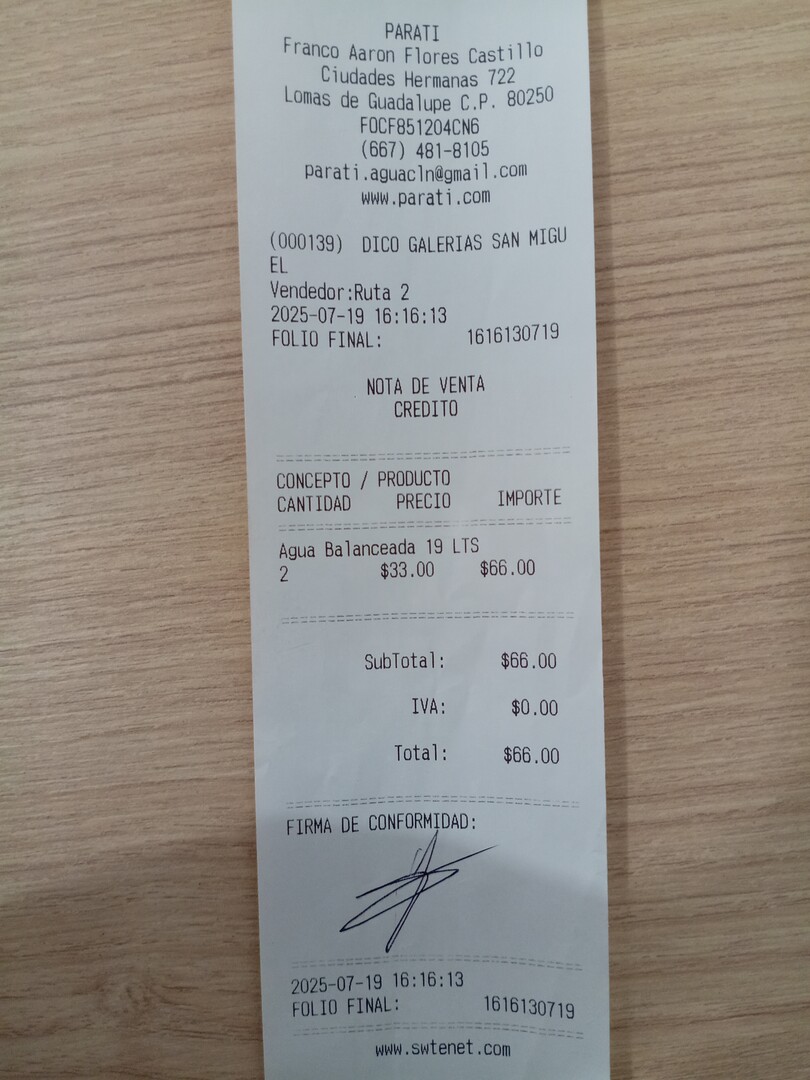 PARATI
Franco Aaron Flores Castillo
Ciudades Hermanas 722
Lomas de Guadalupe C.P. 80250
FOCF851204CN6
(667) 481-8105
parati.aguacln@gmail.com
www.parati.com
(000139) DICO GALERIAS SAN MIGU
EL
Vendedor:Ruta 2
2025-07-19 16:16:13
FOLIO FINAL: 1616130719
NOTA DE VENTA
CREDITO
CONCEPTO / PRODUCTO
CANTIDAD PRECIO IMPORTE
Agua Balanceada 19 LTS
2 $33.00 $66.00
SubTotal: $66.00
IVA: $0.00
Total: $66.00
FIRMA DE CONFORMIDAD:
2025-07-19 16:16:13
FOLIO FINAL: 1616130719
www.swtenet.com